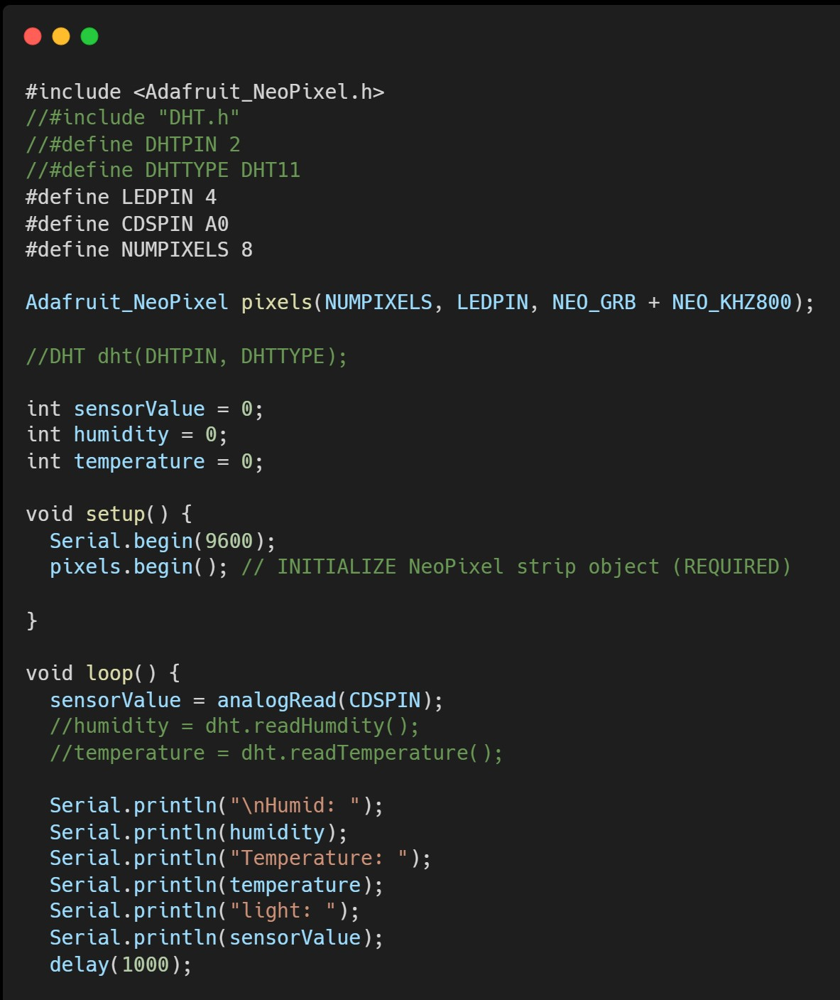 #include <Adafruit_NeoPixel.h>
//#include "DHT.h"
//#define DHTPIN 2
//#define DHTTYPE DHT11
#define LEDPIN 4
#define CDSPIN A0
#define NUMPIXELS 8

Adafruit_NeoPixel pixels(NUMPIXELS, LEDPIN, NEO_GRB + NEO_KHZ800);

//DHT dht(DHTPIN, DHTTYPE);

int sensorValue = 0;
int humidity = 0;
int temperature = 0;

void setup() {
  Serial.begin(9600);
  pixels.begin(); // INITIALIZE NeoPixel strip object (REQUIRED)

}

void loop() {
  sensorValue = analogRead(CDSPIN);
  //humidity = dht.readHumdity();
  //temperature = dht.readTemperature();

  Serial.println("\nHumid: ");
  Serial.println(humidity);
  Serial.println("Temperature: ");
  Serial.println(temperature);
  Serial.println("light: ");
  Serial.println(sensorValue);
  delay(1000);